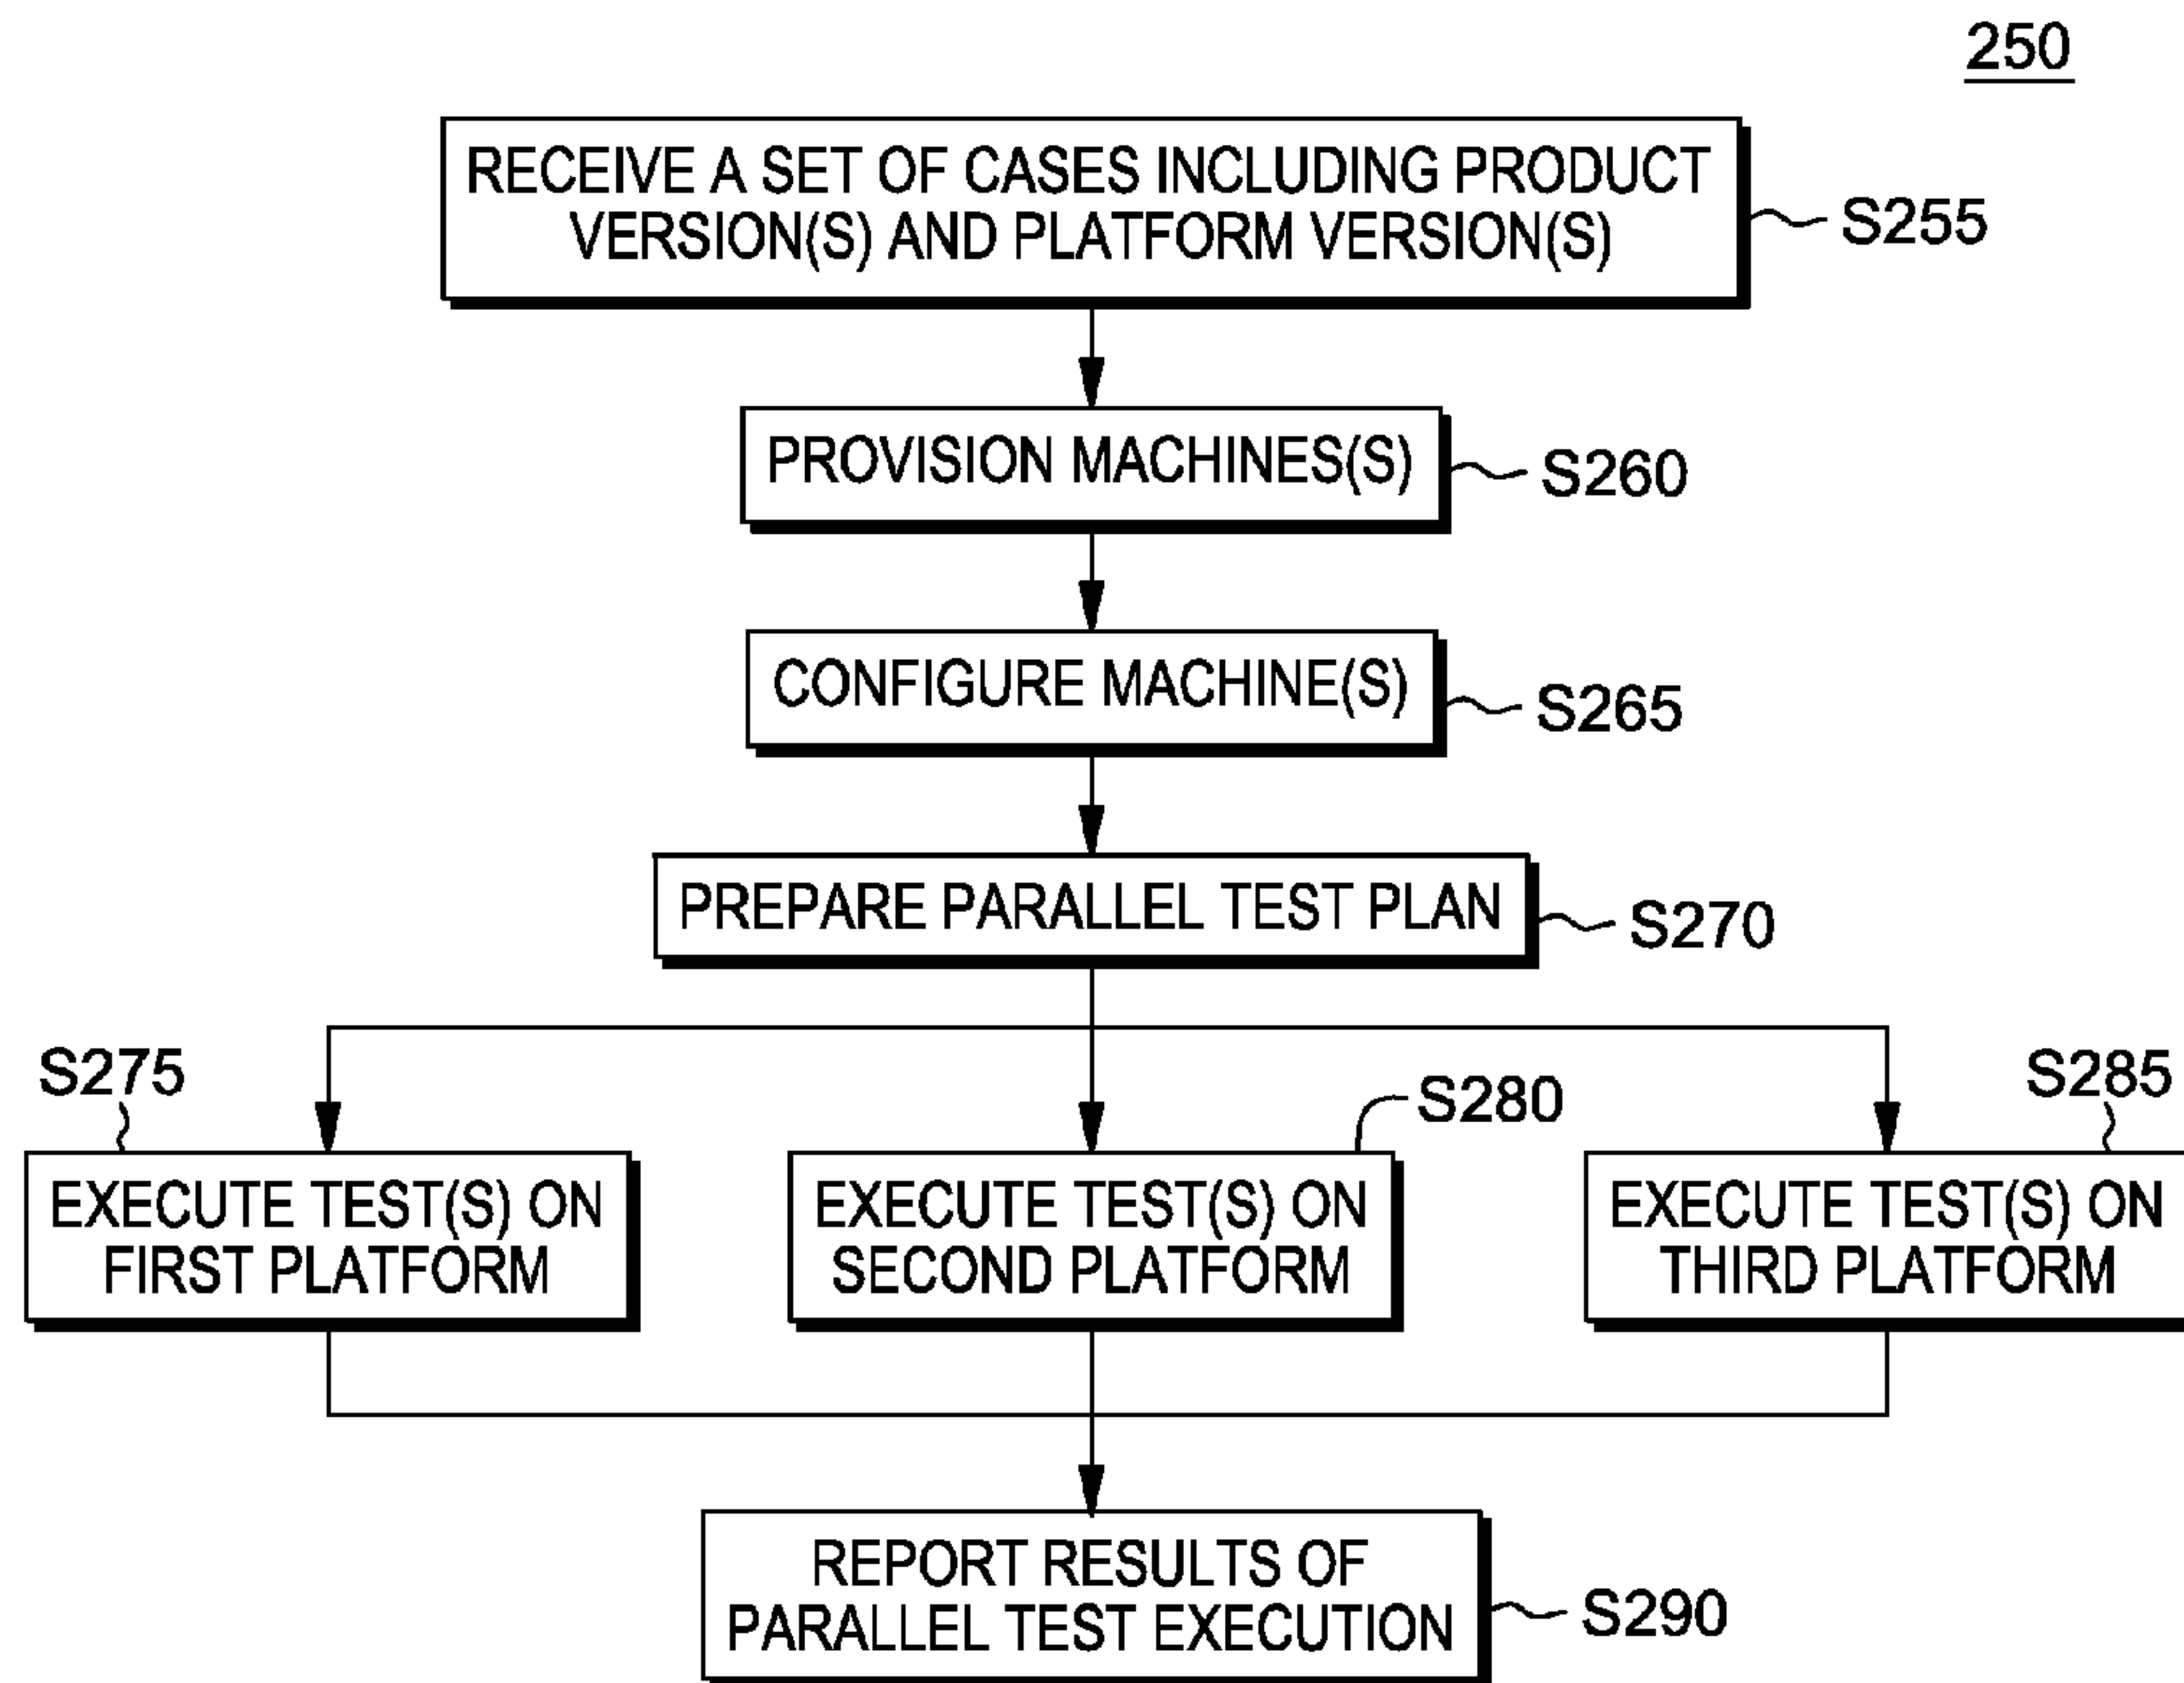 250
RECEIVE A SET OF CASES INCLUDING PRODUCT
VERSION(S) AND PLATFORM VERSION(S)
S255
PROVISION MACHINES(S)
S260
CONFIGURE MACHINE(S)
S265
PREPARE PARALLEL TEST PLAN
S270
S275
EXECUTE TEST(S) ON
FIRST PLATFORM
S280
EXECUTE TEST(S) ON
SECOND PLATFORM
S285
EXECUTE TEST(S) ON
THIRD PLATFORM
REPORT RESULTS OF
PARALLEL TEST EXECUTION
S290